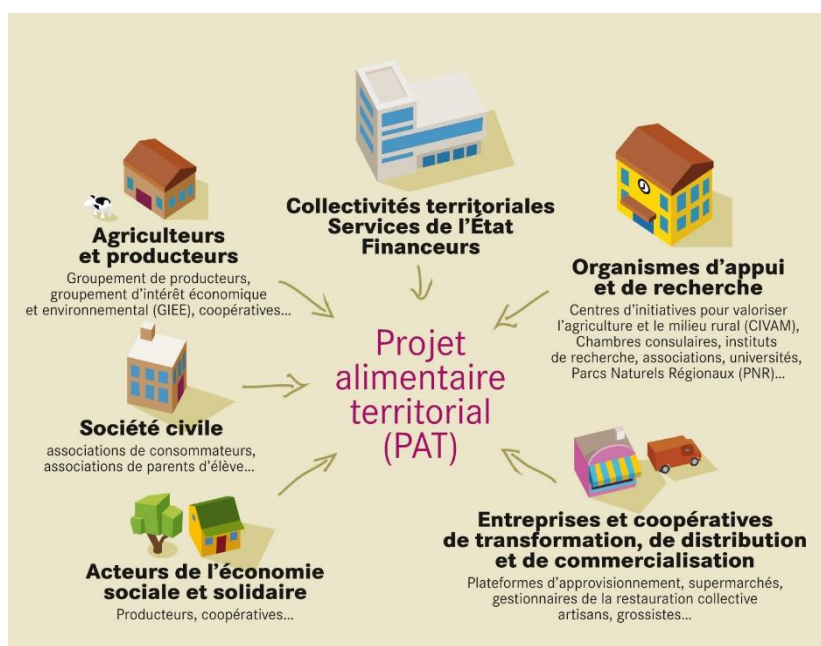 Collectivités territoriales
Services de l'État
Financeurs
Agriculteurs
et producteurs
Groupement de producteurs,
groupement d'intérêt économique
et environnemental (GIEE), coopératives...
Organismes d'appui
et de recherche
Centres d'initiatives pour valoriser
l'agriculture et le milieu rural (CIVAM),
Chambres consulaires, instituts
de recherche, associations, universités,
Parcs Naturels Régionaux (PNR)...
Projet
alimentaire
territorial
(PAT)
Société civile
associations de consommateurs,
associations de parents d'élève...
Acteurs de l'économie
sociale et solidaire
Producteurs, coopératives...
Entreprises et coopératives
de transformation, de distribution
et de commercialisation
Plateformes d'approvisionnement, supermarchés,
gestionnaires de la restauration collective
artisans, grossistes...